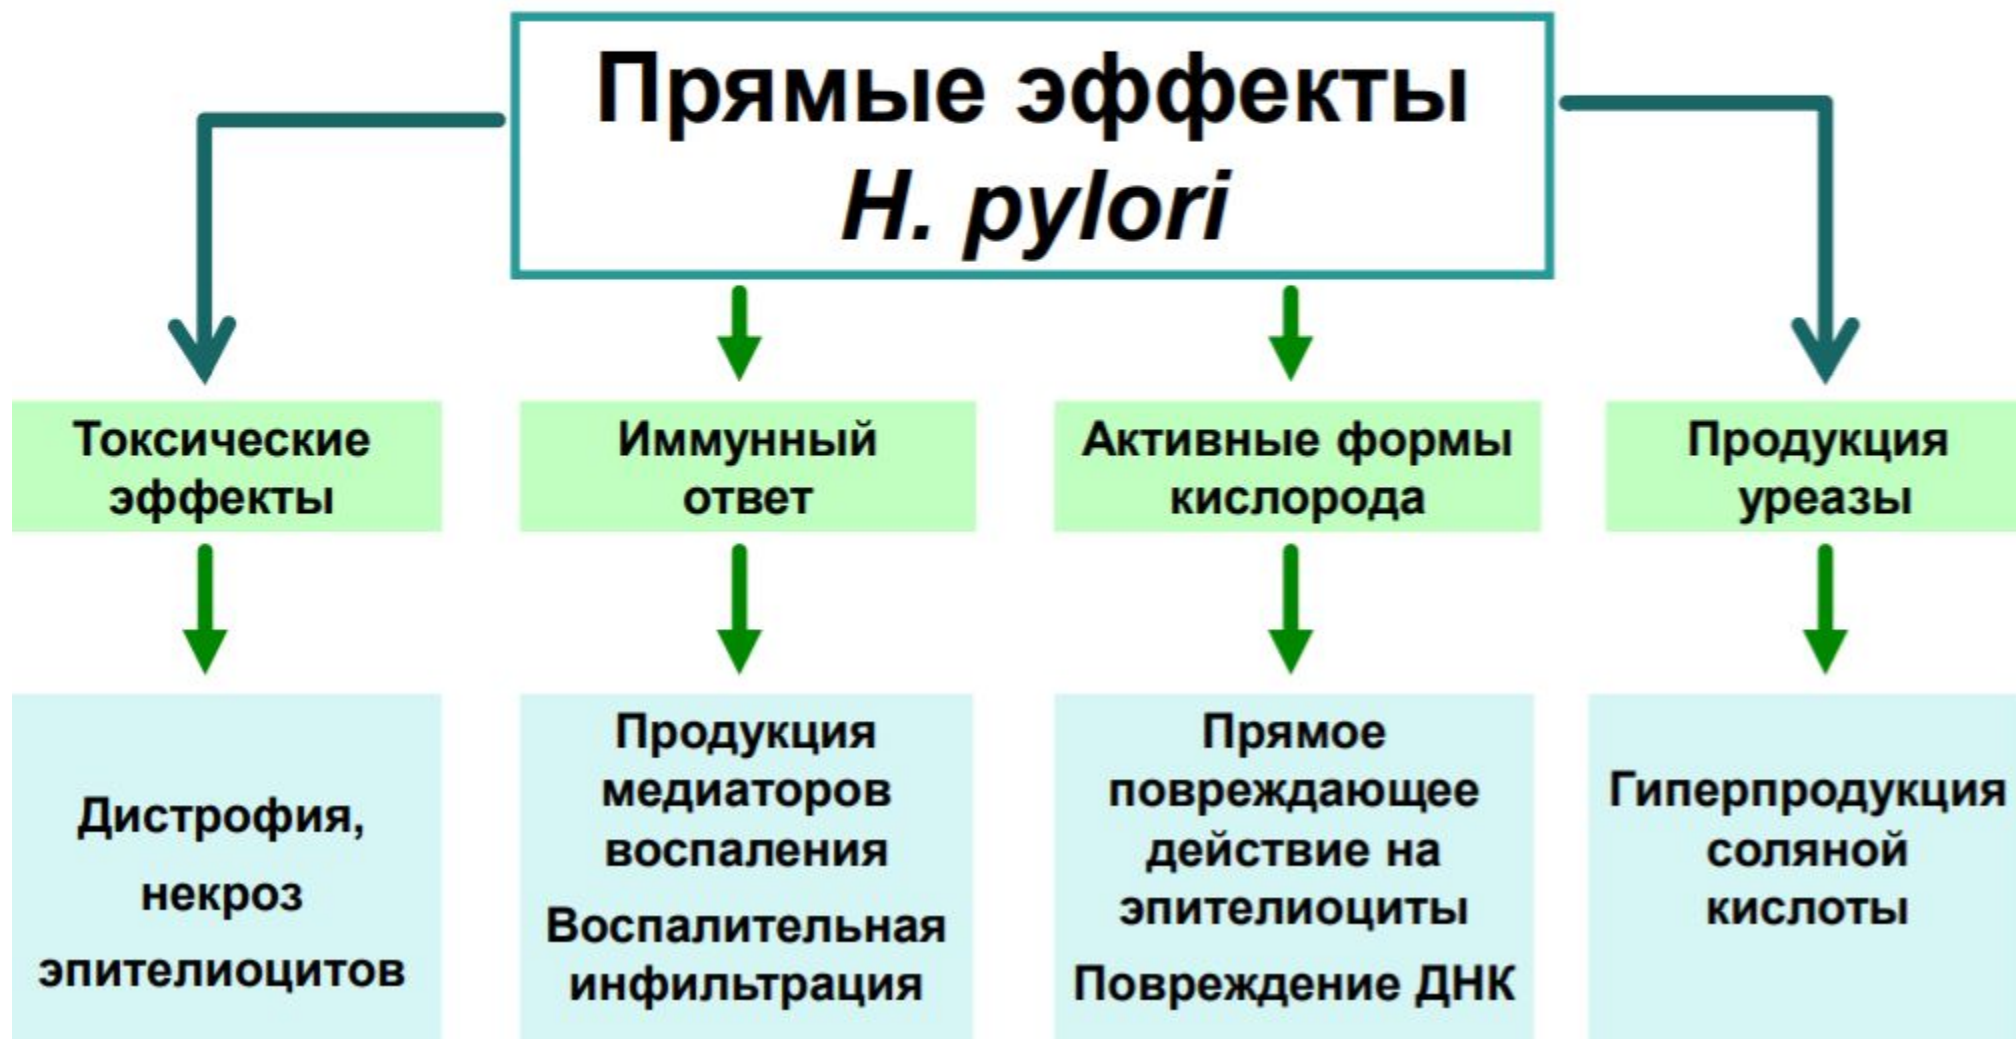 Прямые эффекты
H. pylori
Токсические
эффекты
Иммунный
ответ
Активные формы
кислорода
Продукция
уреазы
Дистрофия,
некроз
эпителиоцитов
Продукция
медиаторов
воспаления
Воспалительная
инфильтрация
Прямое
повреждающее
действие на
эпителиоциты
Повреждение ДНК
Гиперпродукция
соляной
кислоты